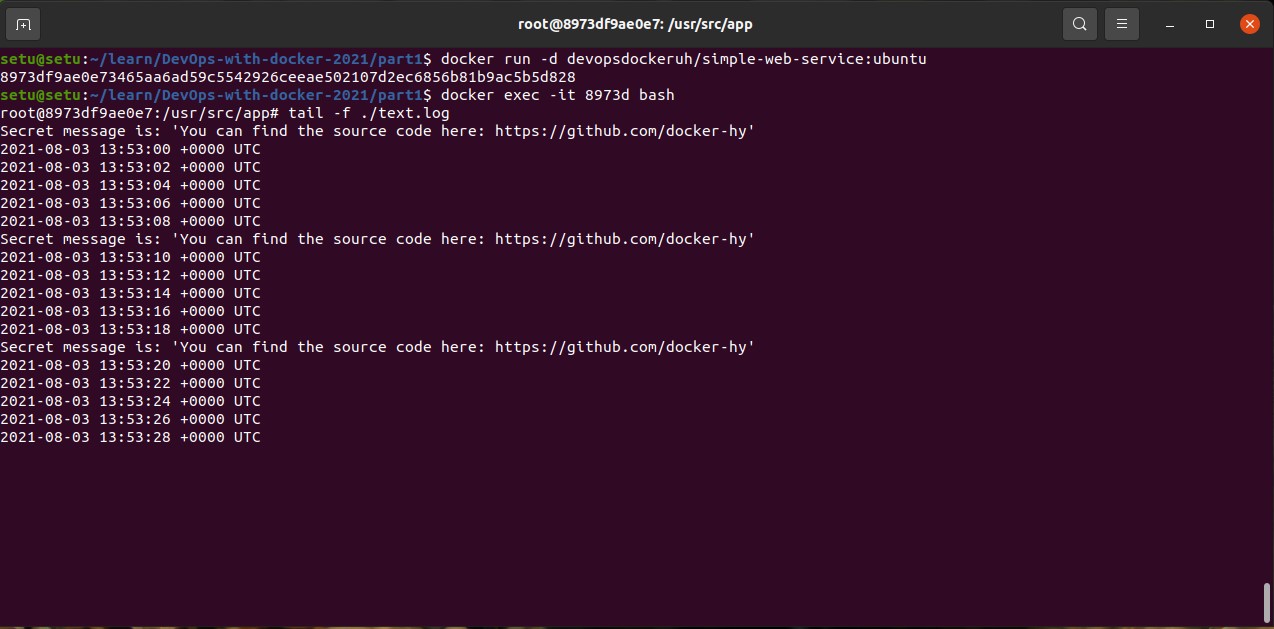 root@8973df9ae0e7: /usr/src/app
setu@setu:~/learn/DevOps-with-docker-2021/part1$ docker run -d devopsdockeruh/simple-web-service:ubuntu
8973df9ae0e73465aa6ad59c5542926ceeae502107d2ec6856b81b9ac5b5d828
setu@setu:~/learn/DevOps-with-docker-2021/part1$ docker exec -it 8973d bash
root@8973df9ae0e7:/usr/src/app# tail -f ./text.log
Secret message is: 'You can find the source code here: https://github.com/docker-hy'
2021-08-03 13:53:00 +0000 UTC
2021-08-03 13:53:02 +0000 UTC
2021-08-03 13:53:04 +0000 UTC
2021-08-03 13:53:06 +0000 UTC
2021-08-03 13:53:08 +0000 UTC
Secret message is: 'You can find the source code here: https://github.com/docker-hy'
2021-08-03 13:53:10 +0000 UTC
2021-08-03 13:53:12 +0000 UTC
2021-08-03 13:53:14 +0000 UTC
2021-08-03 13:53:16 +0000 UTC
2021-08-03 13:53:18 +0000 UTC
Secret message is: 'You can find the source code here: https://github.com/docker-hy'
2021-08-03 13:53:20 +0000 UTC
2021-08-03 13:53:22 +0000 UTC
2021-08-03 13:53:24 +0000 UTC
2021-08-03 13:53:26 +0000 UTC
2021-08-03 13:53:28 +0000 UTC